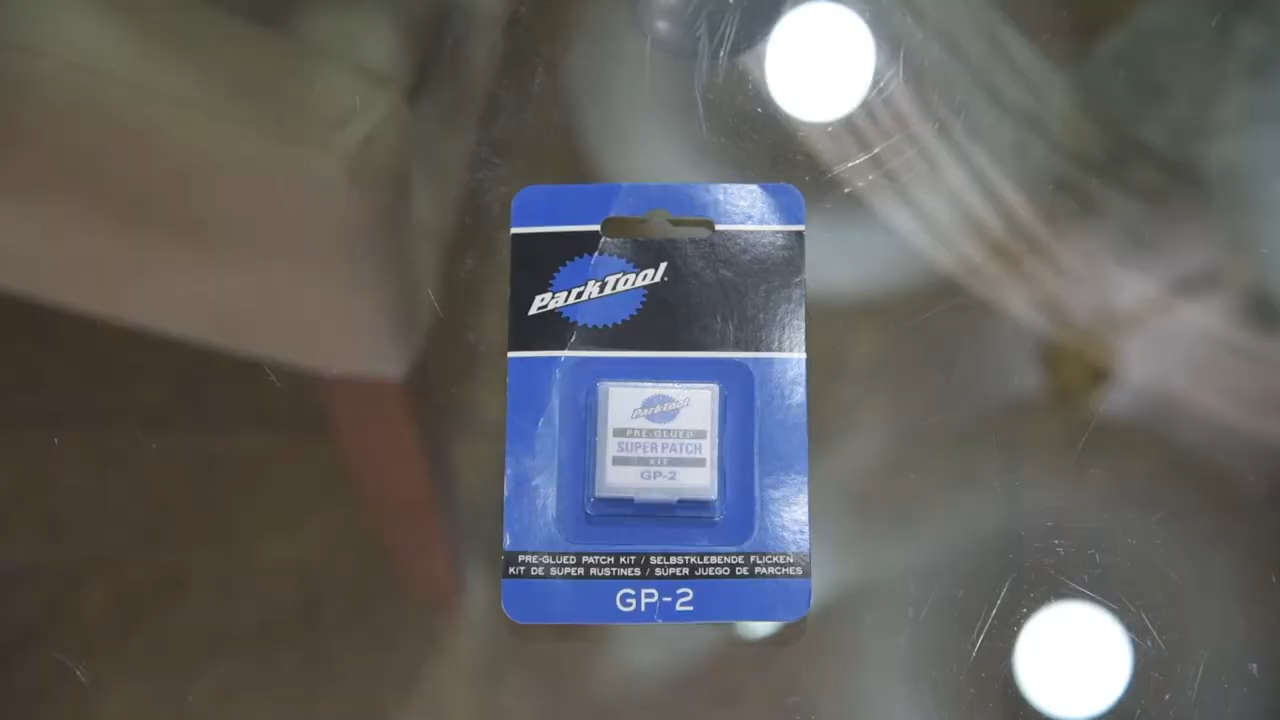 ParkTool
ParkTool
PRE-GLUED
SUPER PATCH
KIT
GP-2
PRE-GLUED PATCH KIT / SELBSTKLEBENDE FLICKEN
KIT DE SUPER RUSTINES / SÚPER JUEGO DE PARCHES
GP-2